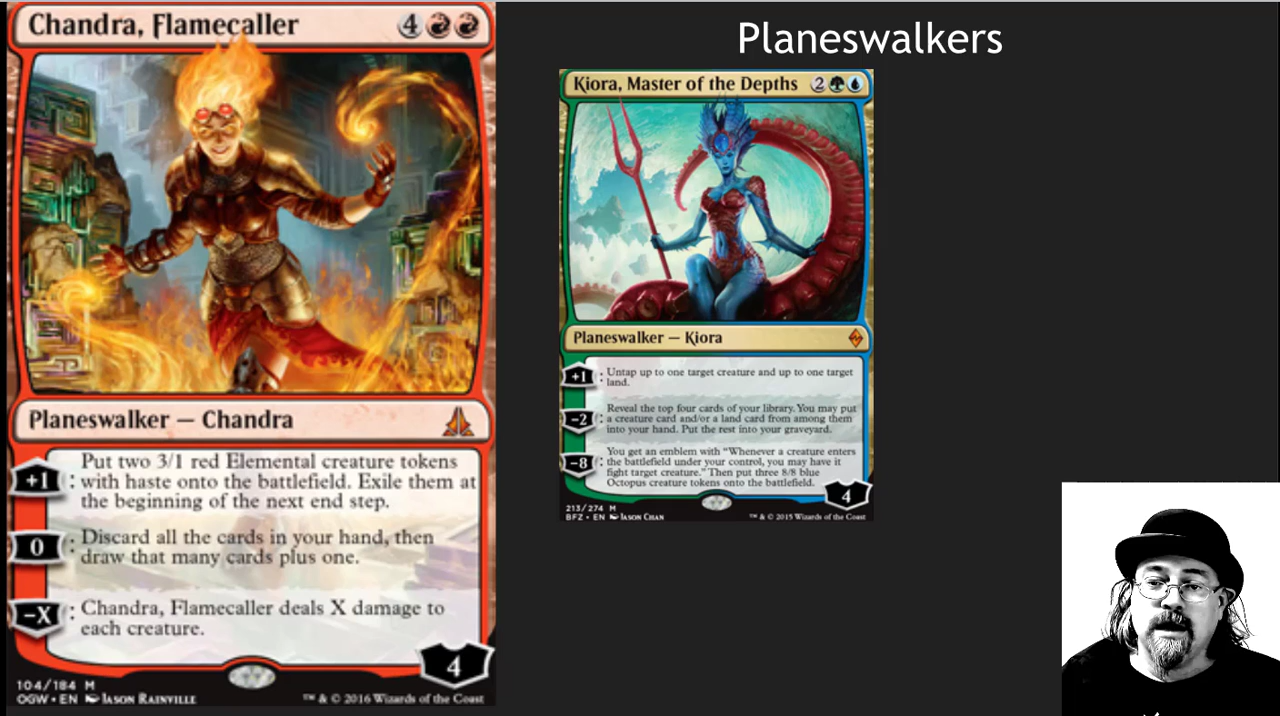 Chandra, Flamecaller 4
Planeswalker — Chandra
+1 : Put two 3/1 red Elemental creature tokens
with haste onto the battlefield. Exile them at
the beginning of the next end step.
0 : Discard all the cards in your hand, then
draw that many cards plus one.
-X : Chandra, Flamecaller deals X damage to
each creature.
4
104/184 M
OGW • EN JASON RAINVILLE ™ & © 2016 Wizards of the Coast
Planeswalkers
Kiora, Master of the Depths 2
Planeswalker — Kiora
+1 : Untap up to one target creature and up to one target
land.
-2 : Reveal the top four cards of your library. You may put
a creature card and/or a land card from among them
into your hand. Put the rest into your graveyard.
-8 : You get an emblem with “Whenever a creature enters
the battlefield under your control, you may have it
fight target creature.” Then put three 8/8 blue
Octopus creature tokens onto the battlefield.
4
213/274 M
BFZ • EN JASON CHAN ™ & © 2015 Wizards of the Coast